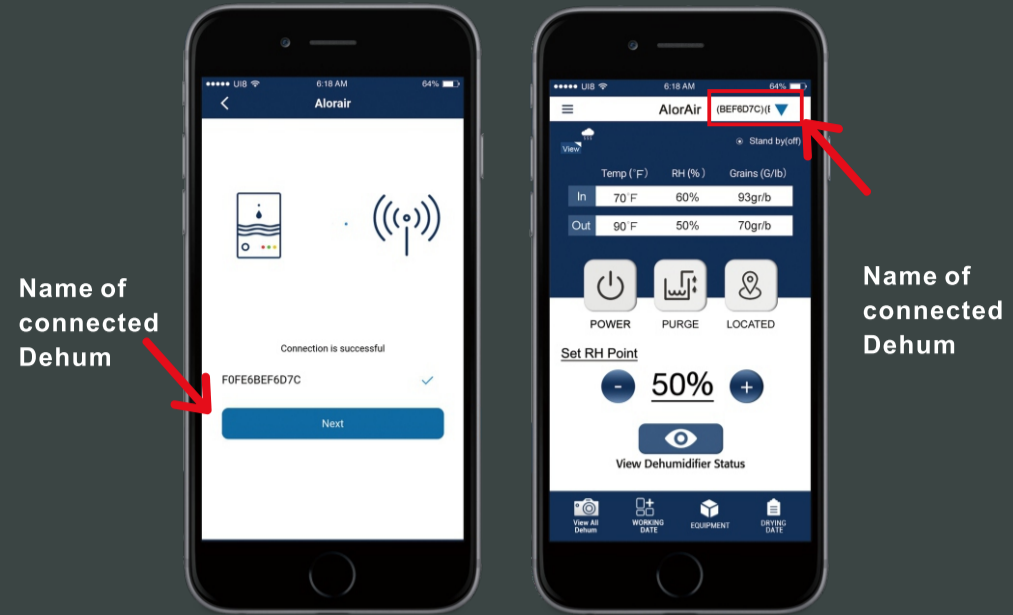 Name of
connected
Dehum
UI8
6:18 AM
64%
Alorair
Connection is successful
F0FE6BEF6D7C
Next
UI8
6:18 AM
64%
AlorAir
(BEF6D7C)(E
View
Stand by(off)
Temp (°F) RH (%) Grains (G/lb)
In 70°F 60% 93gr/b
Out 90°F 50% 70gr/b
POWER PURGE LOCATED
Set RH Point
- 50% +
View Dehumidifier Status
View All
Dehum
WORKING
DATE
EQUIPMENT
DRYING
DATE
Name of
connected
Dehum